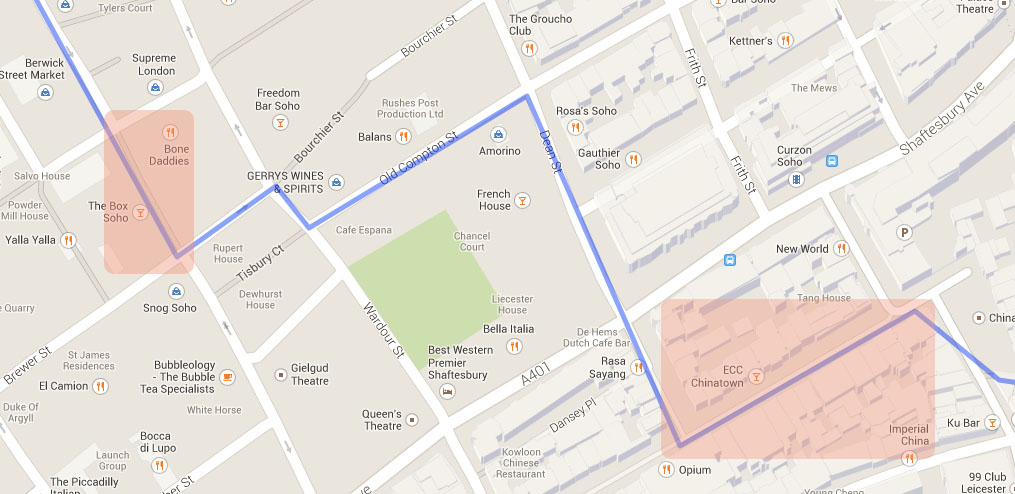 Tylers Court
Bourchier St
The Groucho
Club
Bar Soho
Palace
Theatre
Kettner's
Berwick
Street Market
Supreme
London
Freedom
Bar Soho
Rushes Post
Production Ltd
Frith St
The Mews
Rosa's Soho
Shaftesbury Ave
Bone
Daddies
Bourchier St
Balans
Old Compton St
Amorino
Dean St
Gauthier
Soho
Frith St
Curzon
Soho
Salvo House
GERRYS WINES
& SPIRITS
French
House
Powder
Mill House
The Box
Soho
Yalla Yalla
Rupert
House
Tisbury Ct
Cafe Espana
Chancel
Court
P
New World
Dewhurst
House
Snog Soho
e Quarry
Liecester
House
Tang House
China
Wardour St
Bella Italia
De Hems
Dutch Cafe Bar
Brewer St
St James
Residences
Bubbleology
- The Bubble
Tea Specialists
Gielgud
Theatre
Best Western
Premier
Shaftesbury
A401
Rasa
Sayang
ECC
Chinatown
El Camion
Duke Of
Argyll
White Horse
Queen's
Theatre
Dansey Pl
Imperial
China
Ku Bar
Bocca
di Lupo
Launch
Group
Kowloon
Chinese
Restaurant
Opium
The Piccadilly
Italian
er St
ve
Young Cheng
99 Club
Leicester